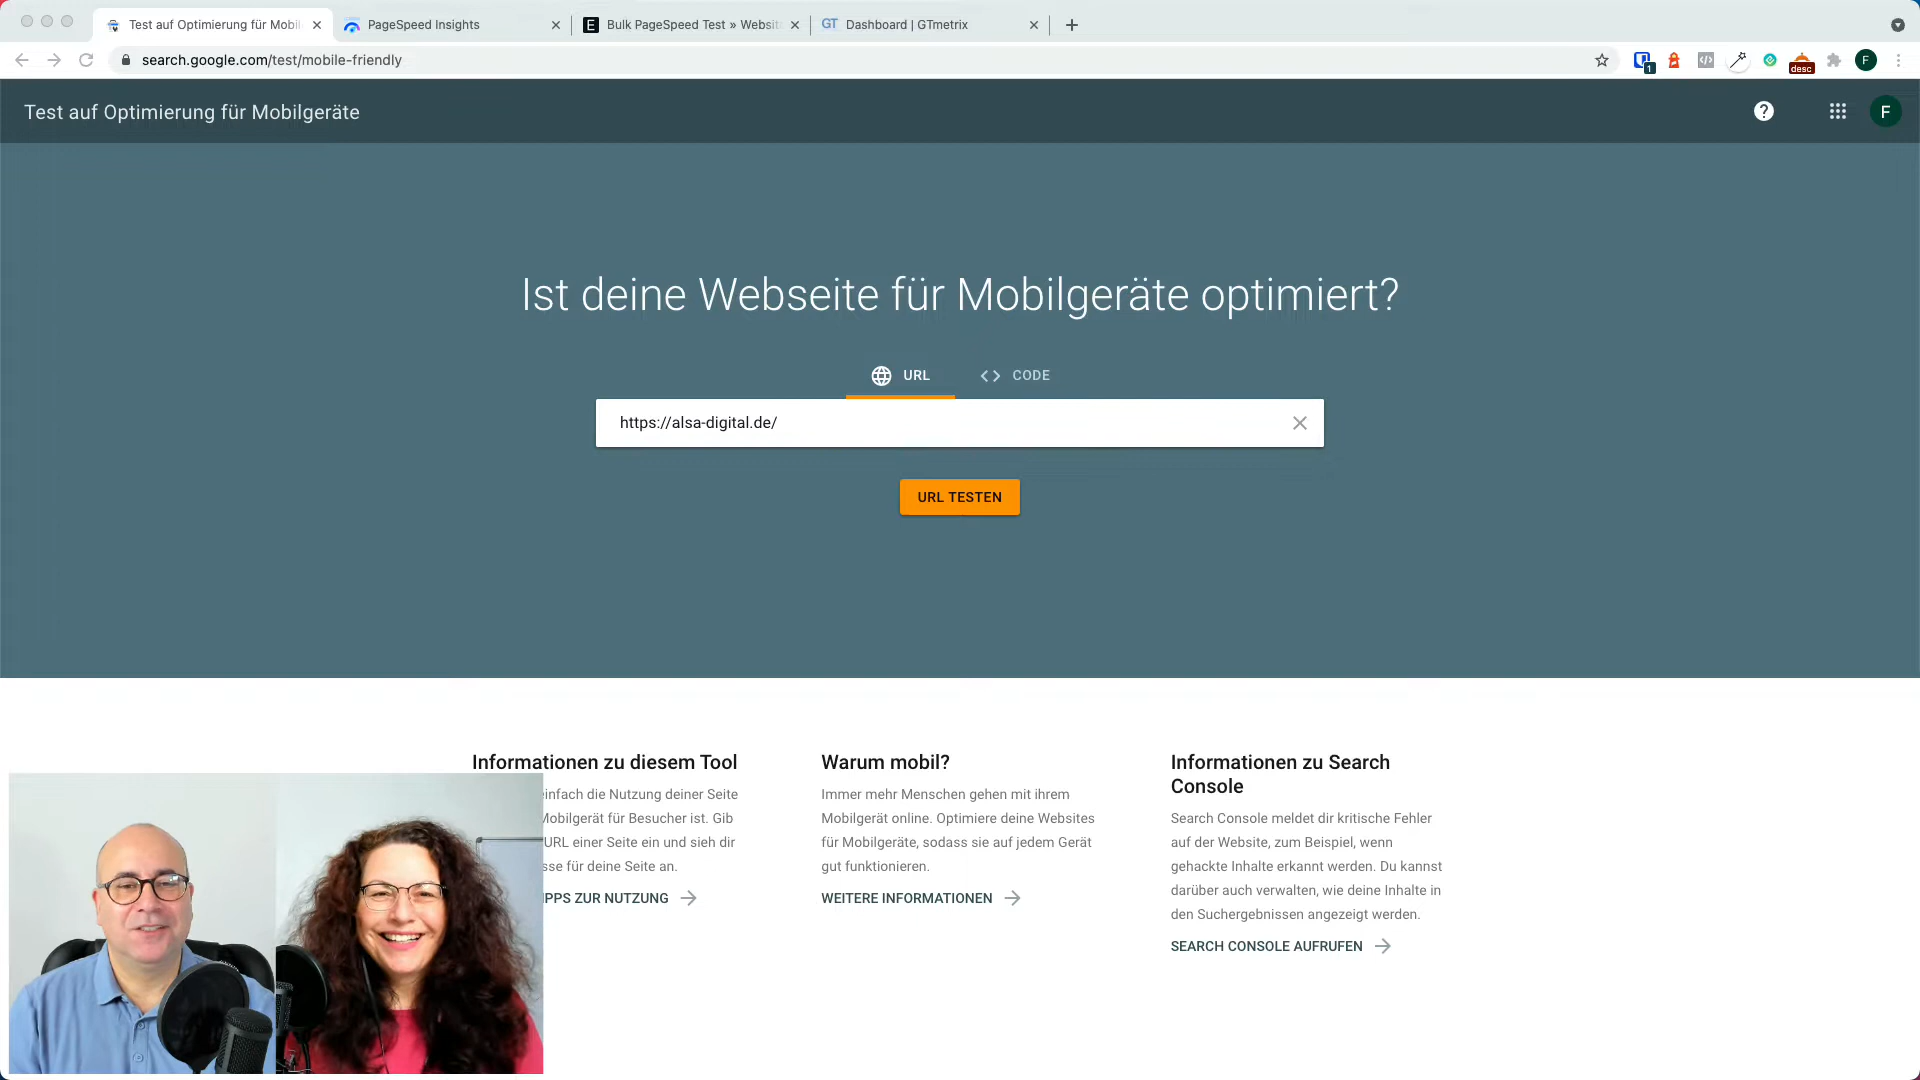 Test auf Optimierung für Mobil
PageSpeed Insights
Bulk PageSpeed Test » Websit
GT Dashboard | GTmetrix
search.google.com/test/mobile-friendly
1
desc
F
Test auf Optimierung für Mobilgeräte
F
Ist deine Webseite für Mobilgeräte optimiert?
URL
CODE
https://alsa-digital.de/
URL TESTEN
Informationen zu diesem Tool
einfach die Nutzung deiner Seite
Mobilgerät für Besucher ist. Gib
URL einer Seite ein und sieh dir
sse für deine Seite an.
IPPS ZUR NUTZUNG
Warum mobil?
Immer mehr Menschen gehen mit ihrem
Mobilgerät online. Optimiere deine Websites
für Mobilgeräte, sodass sie auf jedem Gerät
gut funktionieren.
WEITERE INFORMATIONEN
Informationen zu Search
Console
Search Console meldet dir kritische Fehler
auf der Website, zum Beispiel, wenn
gehackte Inhalte erkannt werden. Du kannst
darüber auch verwalten, wie deine Inhalte in
den Suchergebnissen angezeigt werden.
SEARCH CONSOLE AUFRUFEN